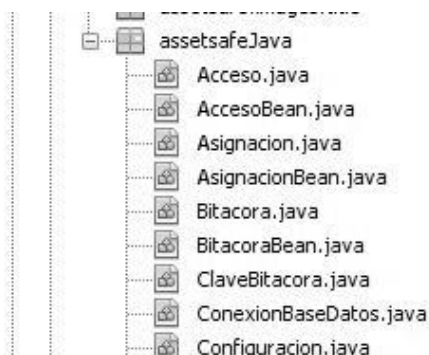 assetsafeJava
Acceso.java
AccesoBean.java
Asignacion.java
AsignacionBean.java
Bitacora.java
BitacoraBean.java
ClaveBitacora.java
ConexionBaseDatos.java
Configuracion.java